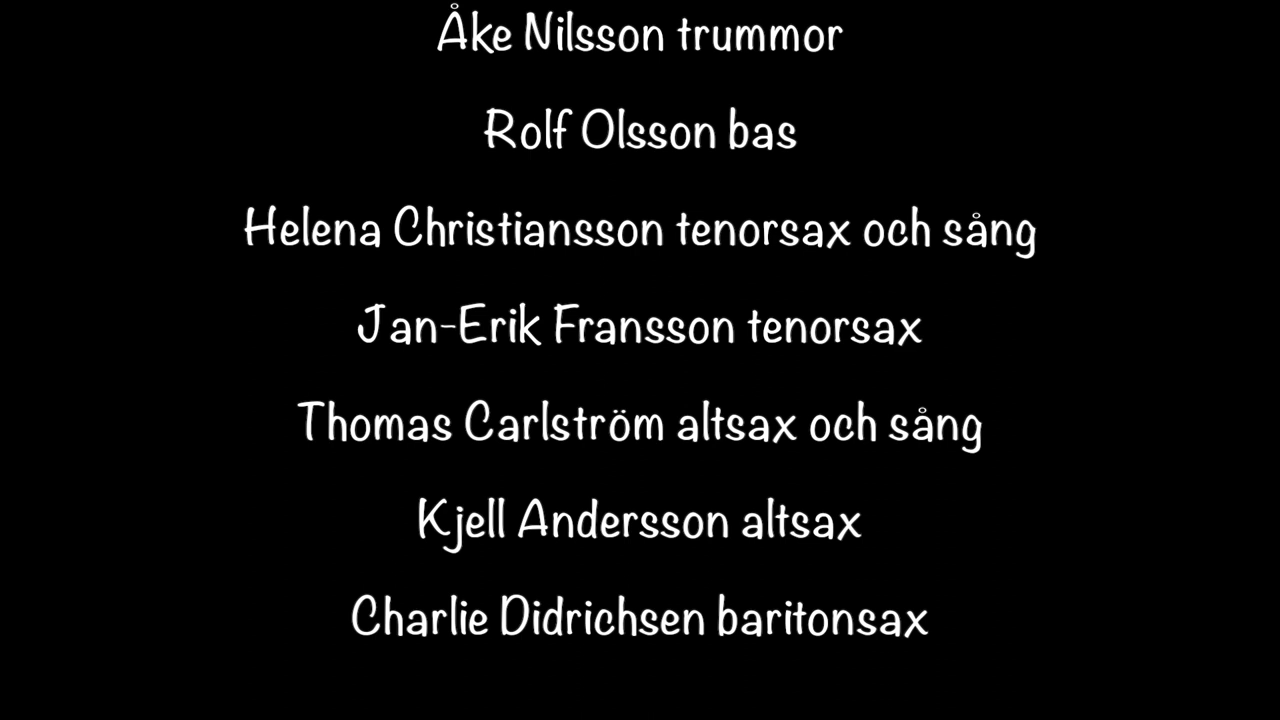 Åke Nilsson trummor
Rolf Olsson bas
Helena Christiansson tenorsax och sång
Jan-Erik Fransson tenorsax
Thomas Carlström altsax och sång
Kjell Andersson altsax
Charlie Didrichsen baritonsax